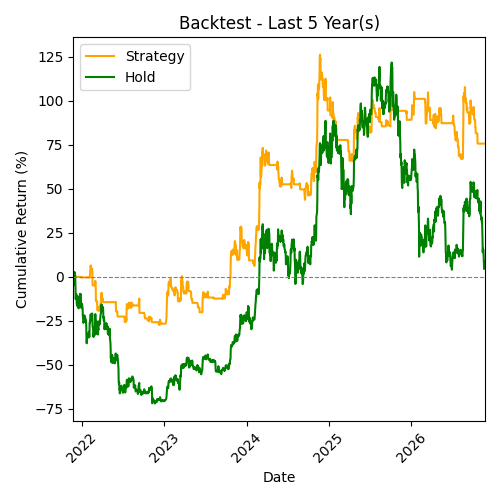 Backtest - Last 5 Year(s)
Strategy
Hold
Cumulative Return (%)
125
100
75
50
25
0
−25
−50
−75
2022
2023
2024
2025
2026
Date